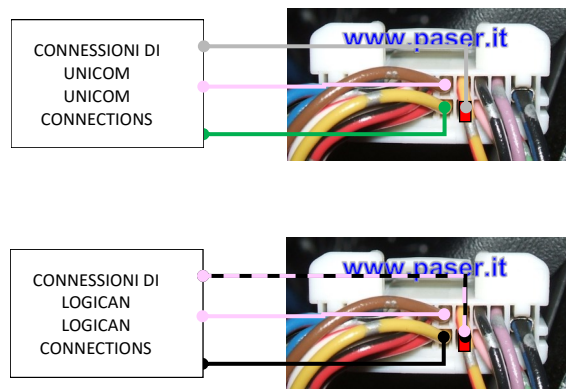 CONNESSIONI DI
UNICOM
UNICOM
CONNECTIONS
www.paser.it
CONNESSIONI DI
LOGICAN
LOGICAN
CONNECTIONS
www.paser.it